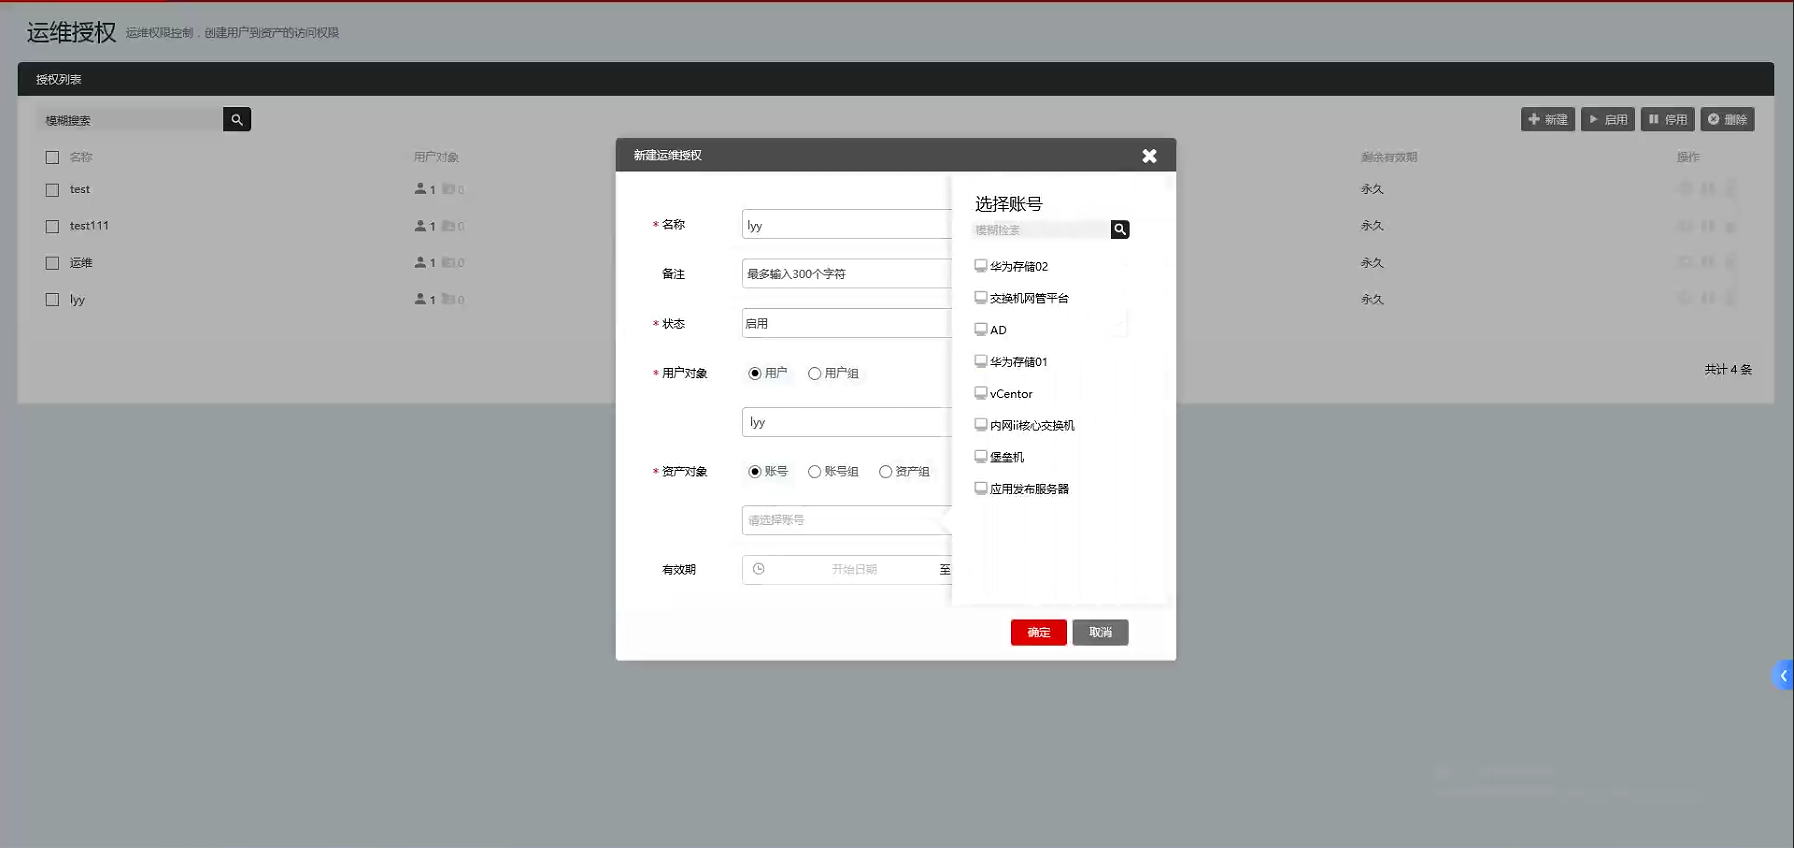 运维授权 运维权限控制，创建用户到资产的访问权限
授权列表
模糊搜索
新建 启用 停用 删除
名称 用户对象 剩余有效期 操作
test 1 0 永久
test111 1 0 永久
运维 1 0 永久
lyy 1 0 永久
共计 4 条
新建运维授权
* 名称 lyy
备注 最多输入300个字符
* 状态 启用
* 用户对象 用户 用户组
lyy
* 资产对象 账号 账号组 资产组
请选择账号
有效期 开始日期 至
选择账号
模糊检索
华为存储02
交换机网管平台
AD
华为存储01
vCentor
内网ii核心交换机
堡垒机
应用发布服务器
确定 取消